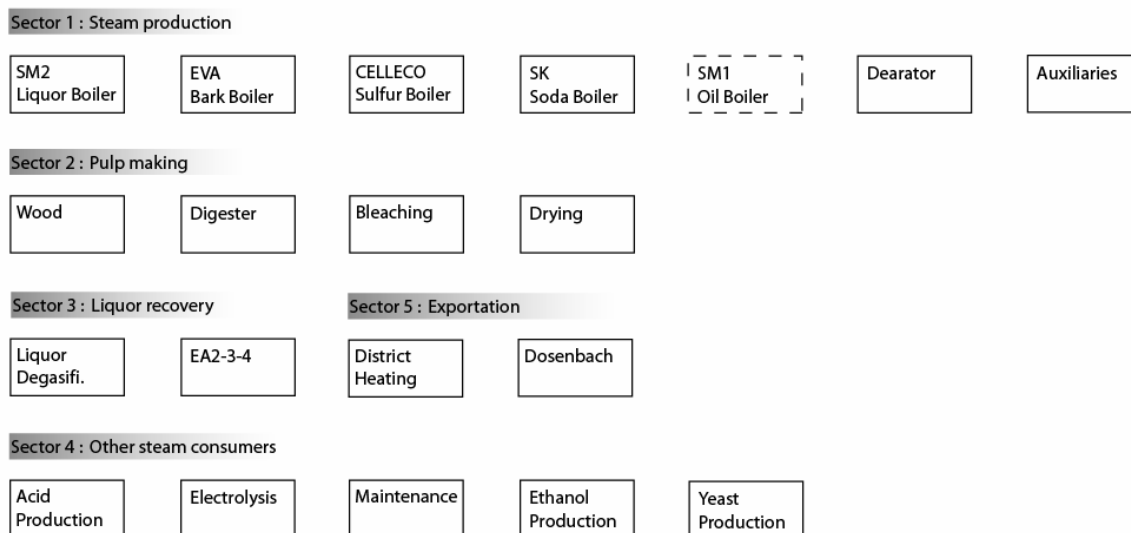 Sector 1 : Steam production
SM2
Liquor Boiler
EVA
Bark Boiler
CELLECO
Sulfur Boiler
SK
Soda Boiler
SM1
Oil Boiler
Dearator
Auxiliaries
Sector 2 : Pulp making
Wood
Digester
Bleaching
Drying
Sector 3 : Liquor recovery
Liquor
Degasifi.
EA2-3-4
Sector 5 : Exportation
District
Heating
Dosenbach
Sector 4 : Other steam consumers
Acid
Production
Electrolysis
Maintenance
Ethanol
Production
Yeast
Production